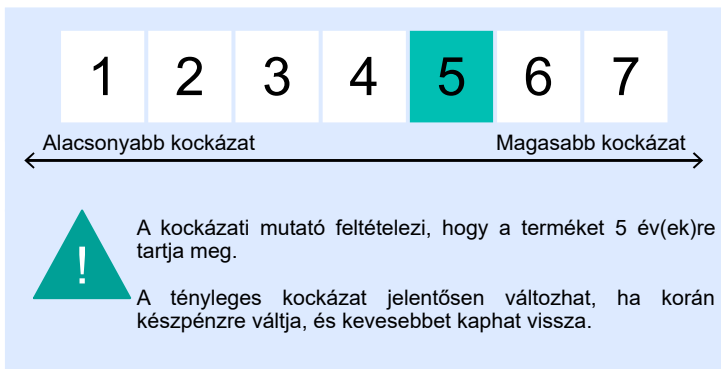 1 2 3 4 5 6 7
Alacsonyabb kockázat Magasabb kockázat
A kockázati mutató feltételezi, hogy a terméket 5 év(ek)re
tartja meg.
!
A tényleges kockázat jelentősen változhat, ha korán
készpénzre váltja, és kevesebbet kaphat vissza.